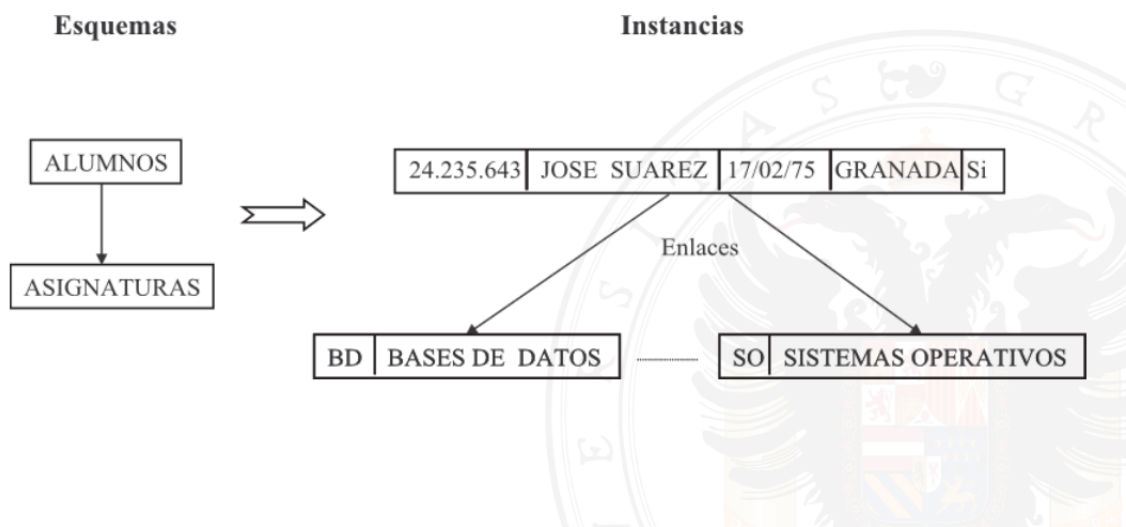 Esquemas
Instancias
ALUMNOS
24.235.643 JOSE SUAREZ 17/02/75 GRANADA Si
Enlaces
ASIGNATURAS
BD BASES DE DATOS
SO SISTEMAS OPERATIVOS